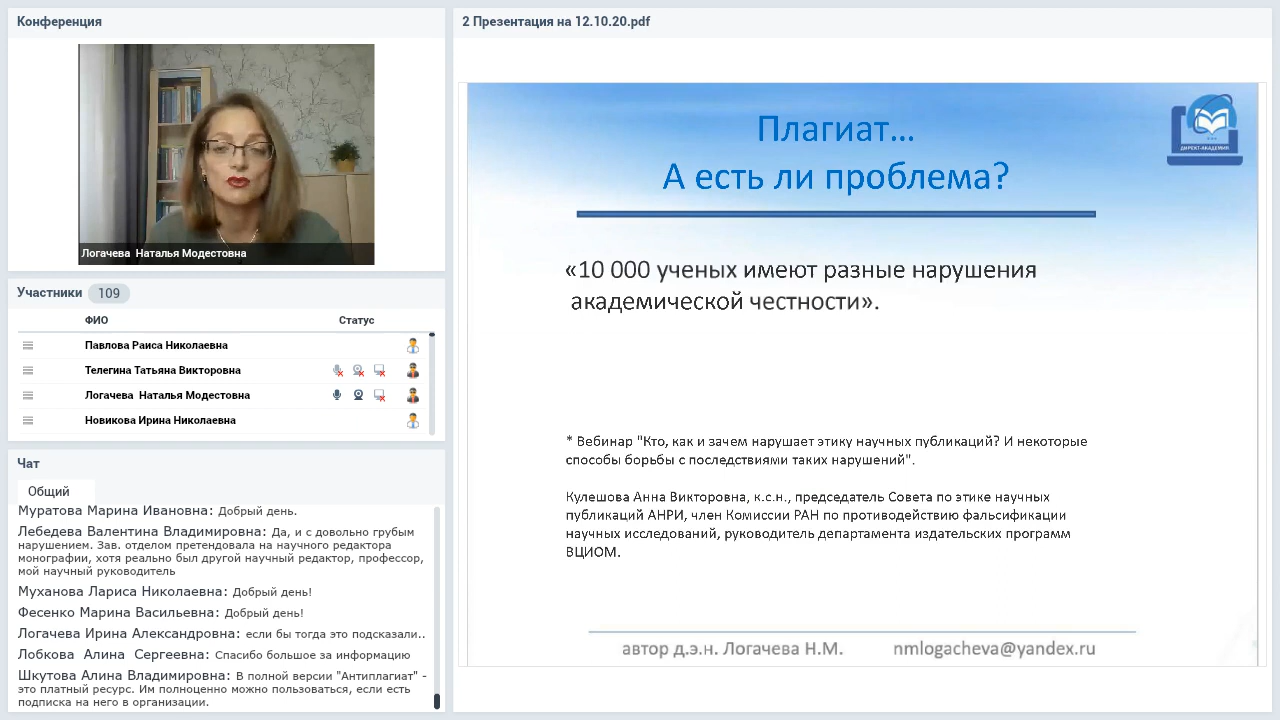 Конференция
Логачева  Наталья Модестовна
Участники 109
ФИО Статус
Павлова Раиса Николаевна
Телегина Татьяна Викторовна
Логачева  Наталья Модестовна
Новикова Ирина Николаевна
Чат
Общий
Муратова Марина Ивановна: Добрый день.
Лебедева Валентина Владимировна: Да, и с довольно грубым
нарушением. Зав. отделом претендовала на научного редактора
монографии, хотя реально был другой научный редактор, профессор,
мой научный руководитель
Муханова Лариса Николаевна: Добрый день!
Фесенко Марина Васильевна: Добрый день!
Логачева Ирина Александровна: если бы тогда это подсказали..
Лобкова  Алина  Сергеевна: Спасибо большое за информацию
Шкутова Алина Владимировна: В полной версии "Антиплагиат" -
это платный ресурс. Им полноценно можно пользоваться, если есть
подписка на него в организации.
2 Презентация на 12.10.20.pdf
Плагиат...
А есть ли проблема?
ДИРЕКТ-АКАДЕМИЯ
«10 000 ученых имеют разные нарушения
академической честности».
* Вебинар "Кто, как и зачем нарушает этику научных публикаций? И некоторые
способы борьбы с последствиями таких нарушений".
Кулешова Анна Викторовна, к.с.н., председатель Совета по этике научных
публикаций АНРИ, член Комиссии РАН по противодействию фальсификации
научных исследований, руководитель департамента издательских программ
ВЦИОМ.
автор д.э.н. Логачева Н.М. nmlogacheva@yandex.ru